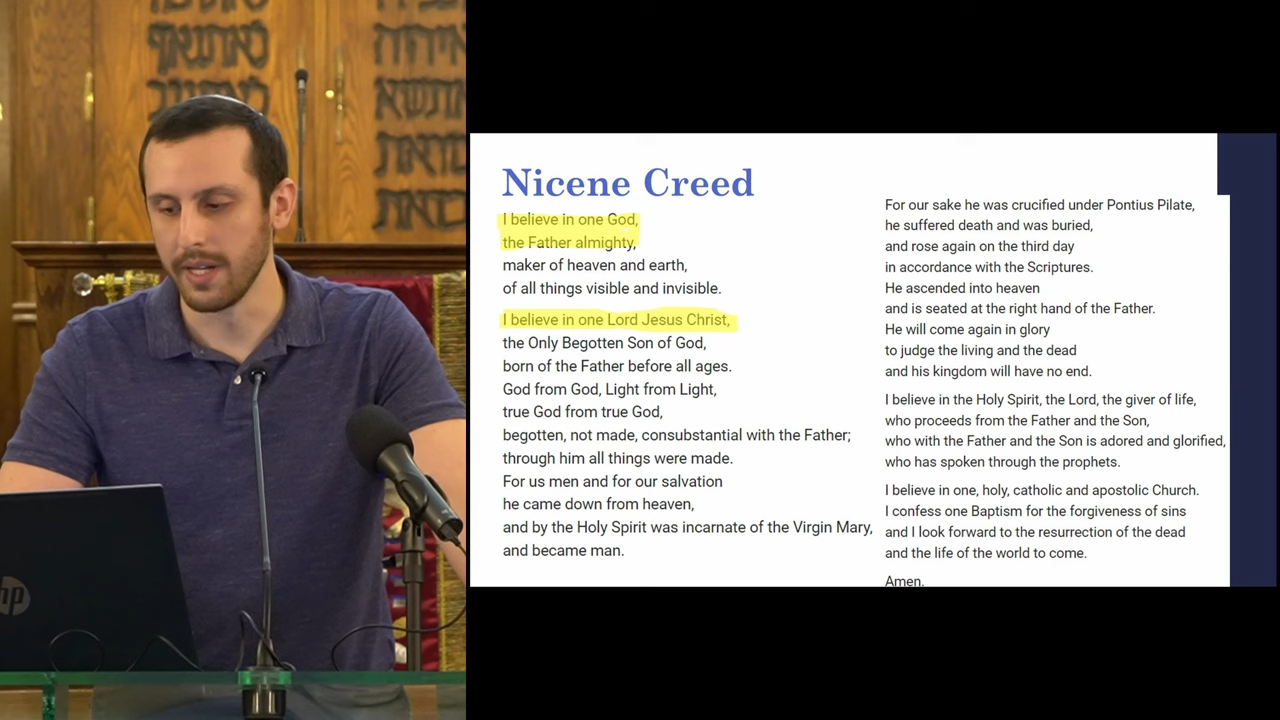 לא תנאף
hp
Nicene Creed
I believe in one God,
the Father almighty,
maker of heaven and earth,
of all things visible and invisible.
I believe in one Lord Jesus Christ,
the Only Begotten Son of God,
born of the Father before all ages.
God from God, Light from Light,
true God from true God,
begotten, not made, consubstantial with the Father;
through him all things were made.
For us men and for our salvation
he came down from heaven,
and by the Holy Spirit was incarnate of the Virgin Mary,
and became man.
For our sake he was crucified under Pontius Pilate,
he suffered death and was buried,
and rose again on the third day
in accordance with the Scriptures.
He ascended into heaven
and is seated at the right hand of the Father.
He will come again in glory
to judge the living and the dead
and his kingdom will have no end.
I believe in the Holy Spirit, the Lord, the giver of life,
who proceeds from the Father and the Son,
who with the Father and the Son is adored and glorified,
who has spoken through the prophets.
I believe in one, holy, catholic and apostolic Church.
I confess one Baptism for the forgiveness of sins
and I look forward to the resurrection of the dead
and the life of the world to come.
Amen.